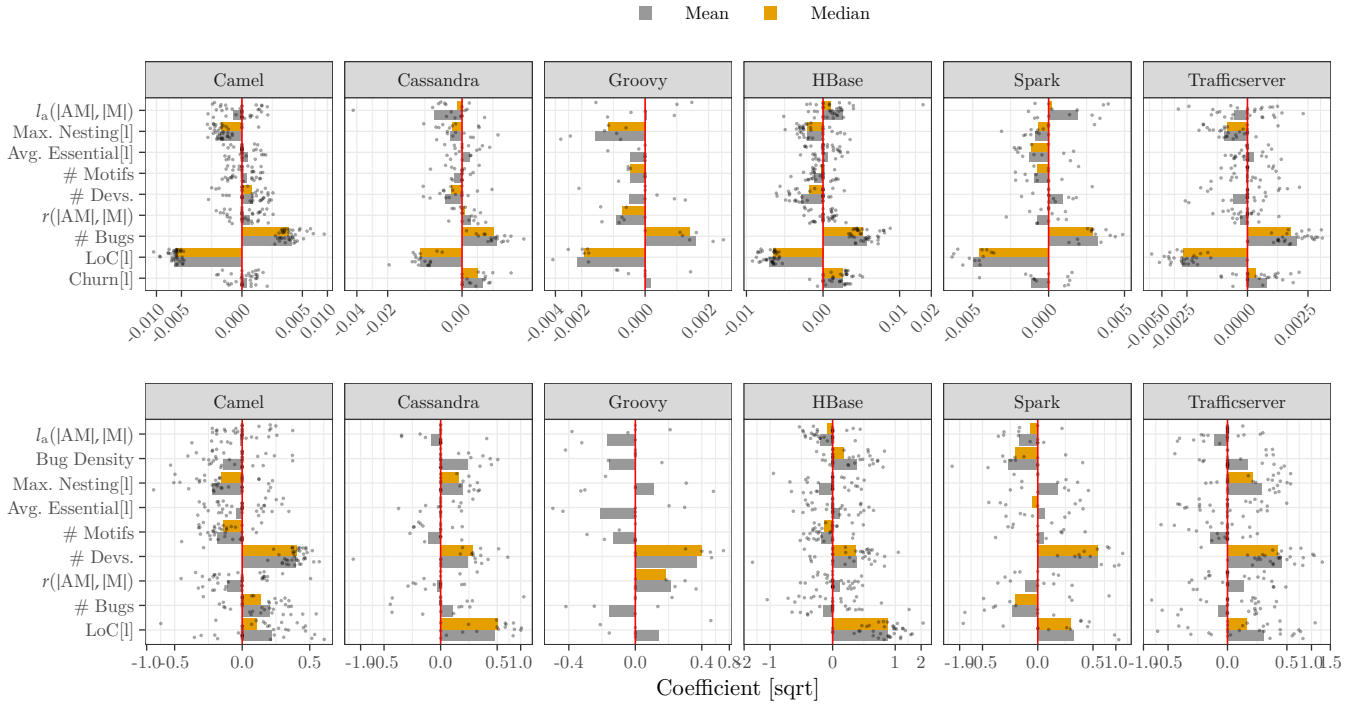 Mean Median
Camel Cassandra Groovy HBase Spark Trafficserver
lₐ(|AM|,|M|)
Max. Nesting[l]
Avg. Essential[l]
# Motifs
# Devs.
r(|AM|,|M|)
# Bugs
LoC[l]
Churn[l]
-0.010 -0.005 0.000 0.005 0.010 -0.04 -0.02 0.00 -0.004 -0.002 0.000 0.002 -0.01 0.00 0.01 0.02 -0.005 0.000 0.005 -0.0050 -0.0025 0.0000 0.0025
Camel Cassandra Groovy HBase Spark Trafficserver
lₐ(|AM|,|M|)
Bug Density
Max. Nesting[l]
Avg. Essential[l]
# Motifs
# Devs.
r(|AM|,|M|)
# Bugs
LoC[l]
-1.0 -0.5 0.0 0.5 -1.0 -0.5 0.0 0.5 1.0 -0.4 0.0 0.4 0.8 -2 -1 0 1 2 -1.0 -0.5 0.0 0.5 1.0 -1.0 -0.5 0.0 0.5 1.0 1.5
Coefficient [sqrt]